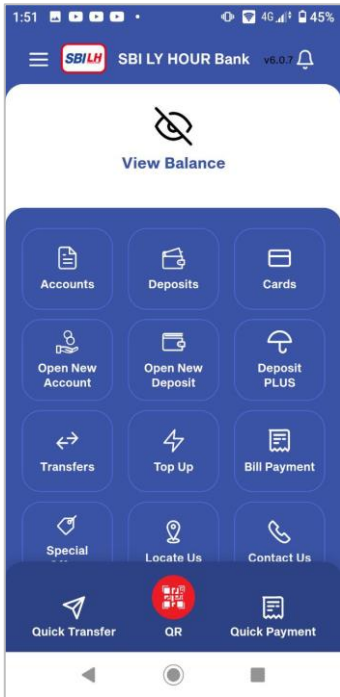 1:51 4G 45%
SBI LH SBI LY HOUR Bank v6.0.7
View Balance
Accounts Deposits Cards
Open New Open New Deposit
Account Deposit PLUS
Transfers Top Up Bill Payment
Special
Locate Us Contact Us
Quick Transfer QR Quick Payment